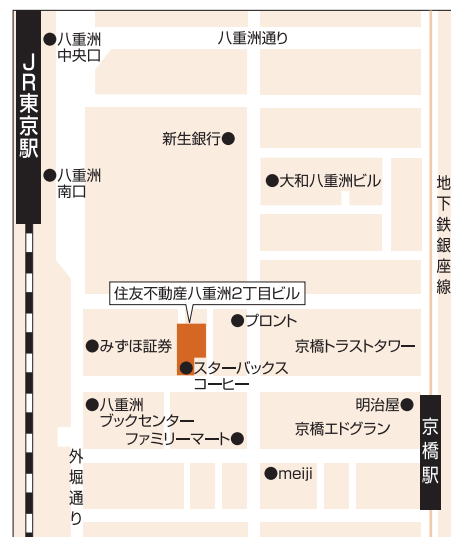 八重洲
中央口
八重洲通り
JR東京駅
新生銀行
八重洲
南口
大和八重洲ビル
地下鉄銀座線
住友不動産八重洲2丁目ビル
プロント
みずほ証券
京橋トラストタワー
スターバックス
コーヒー
八重洲
ブックセンター
明治屋
京橋駅
ファミリーマート
京橋エドグラン
外堀通り
meiji